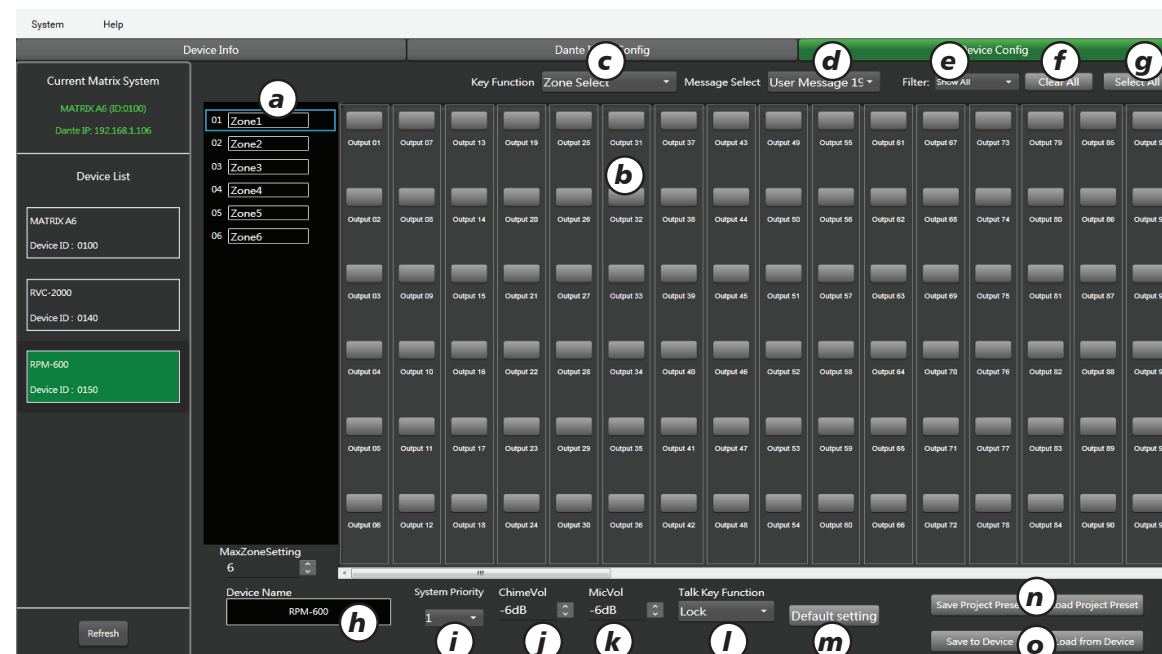 System Help
Device Info Dante Config evice Config
Current Matrix System
MATRIX A6 (ID:0100)
Dante IP: 192.168.1.106
Device List
MATRIX A6
Device ID : 0100
RVC-2000
Device ID : 0140
RPM-600
Device ID : 0150
Refresh
c d e f g
Key Function Zone Select Message Select User Message 19 Filter: Show All Clear All Select All
a
01 Zone1
02 Zone2
03 Zone3
04 Zone4
05 Zone5
06 Zone6
MaxZoneSetting
6
Output 01 Output 07 Output 13 Output 19 Output 25 Output 31 Output 37 Output 43 Output 49 Output 55 Output 61 Output 67 Output 73 Output 79 Output 85 Output 9
b
Output 02 Output 08 Output 14 Output 20 Output 26 Output 32 Output 38 Output 44 Output 50 Output 56 Output 62 Output 68 Output 74 Output 80 Output 86 Output 9
Output 03 Output 09 Output 15 Output 21 Output 27 Output 33 Output 39 Output 45 Output 51 Output 57 Output 63 Output 69 Output 75 Output 81 Output 87 Output 9
Output 04 Output 10 Output 16 Output 22 Output 28 Output 34 Output 40 Output 46 Output 52 Output 58 Output 64 Output 70 Output 76 Output 82 Output 88 Output 9
Output 05 Output 11 Output 17 Output 23 Output 29 Output 35 Output 41 Output 47 Output 53 Output 59 Output 65 Output 71 Output 77 Output 83 Output 89 Output 9
Output 06 Output 12 Output 18 Output 24 Output 30 Output 36 Output 42 Output 48 Output 54 Output 60 Output 66 Output 72 Output 78 Output 84 Output 90 Output 9
Device Name System Priority ChimeVol MicVol Talk Key Function
RPM-600 1 -6dB -6dB Lock Default setting
Save Project Prese oad Project Preset
Save to Device oad from Device
h i j k l m n o